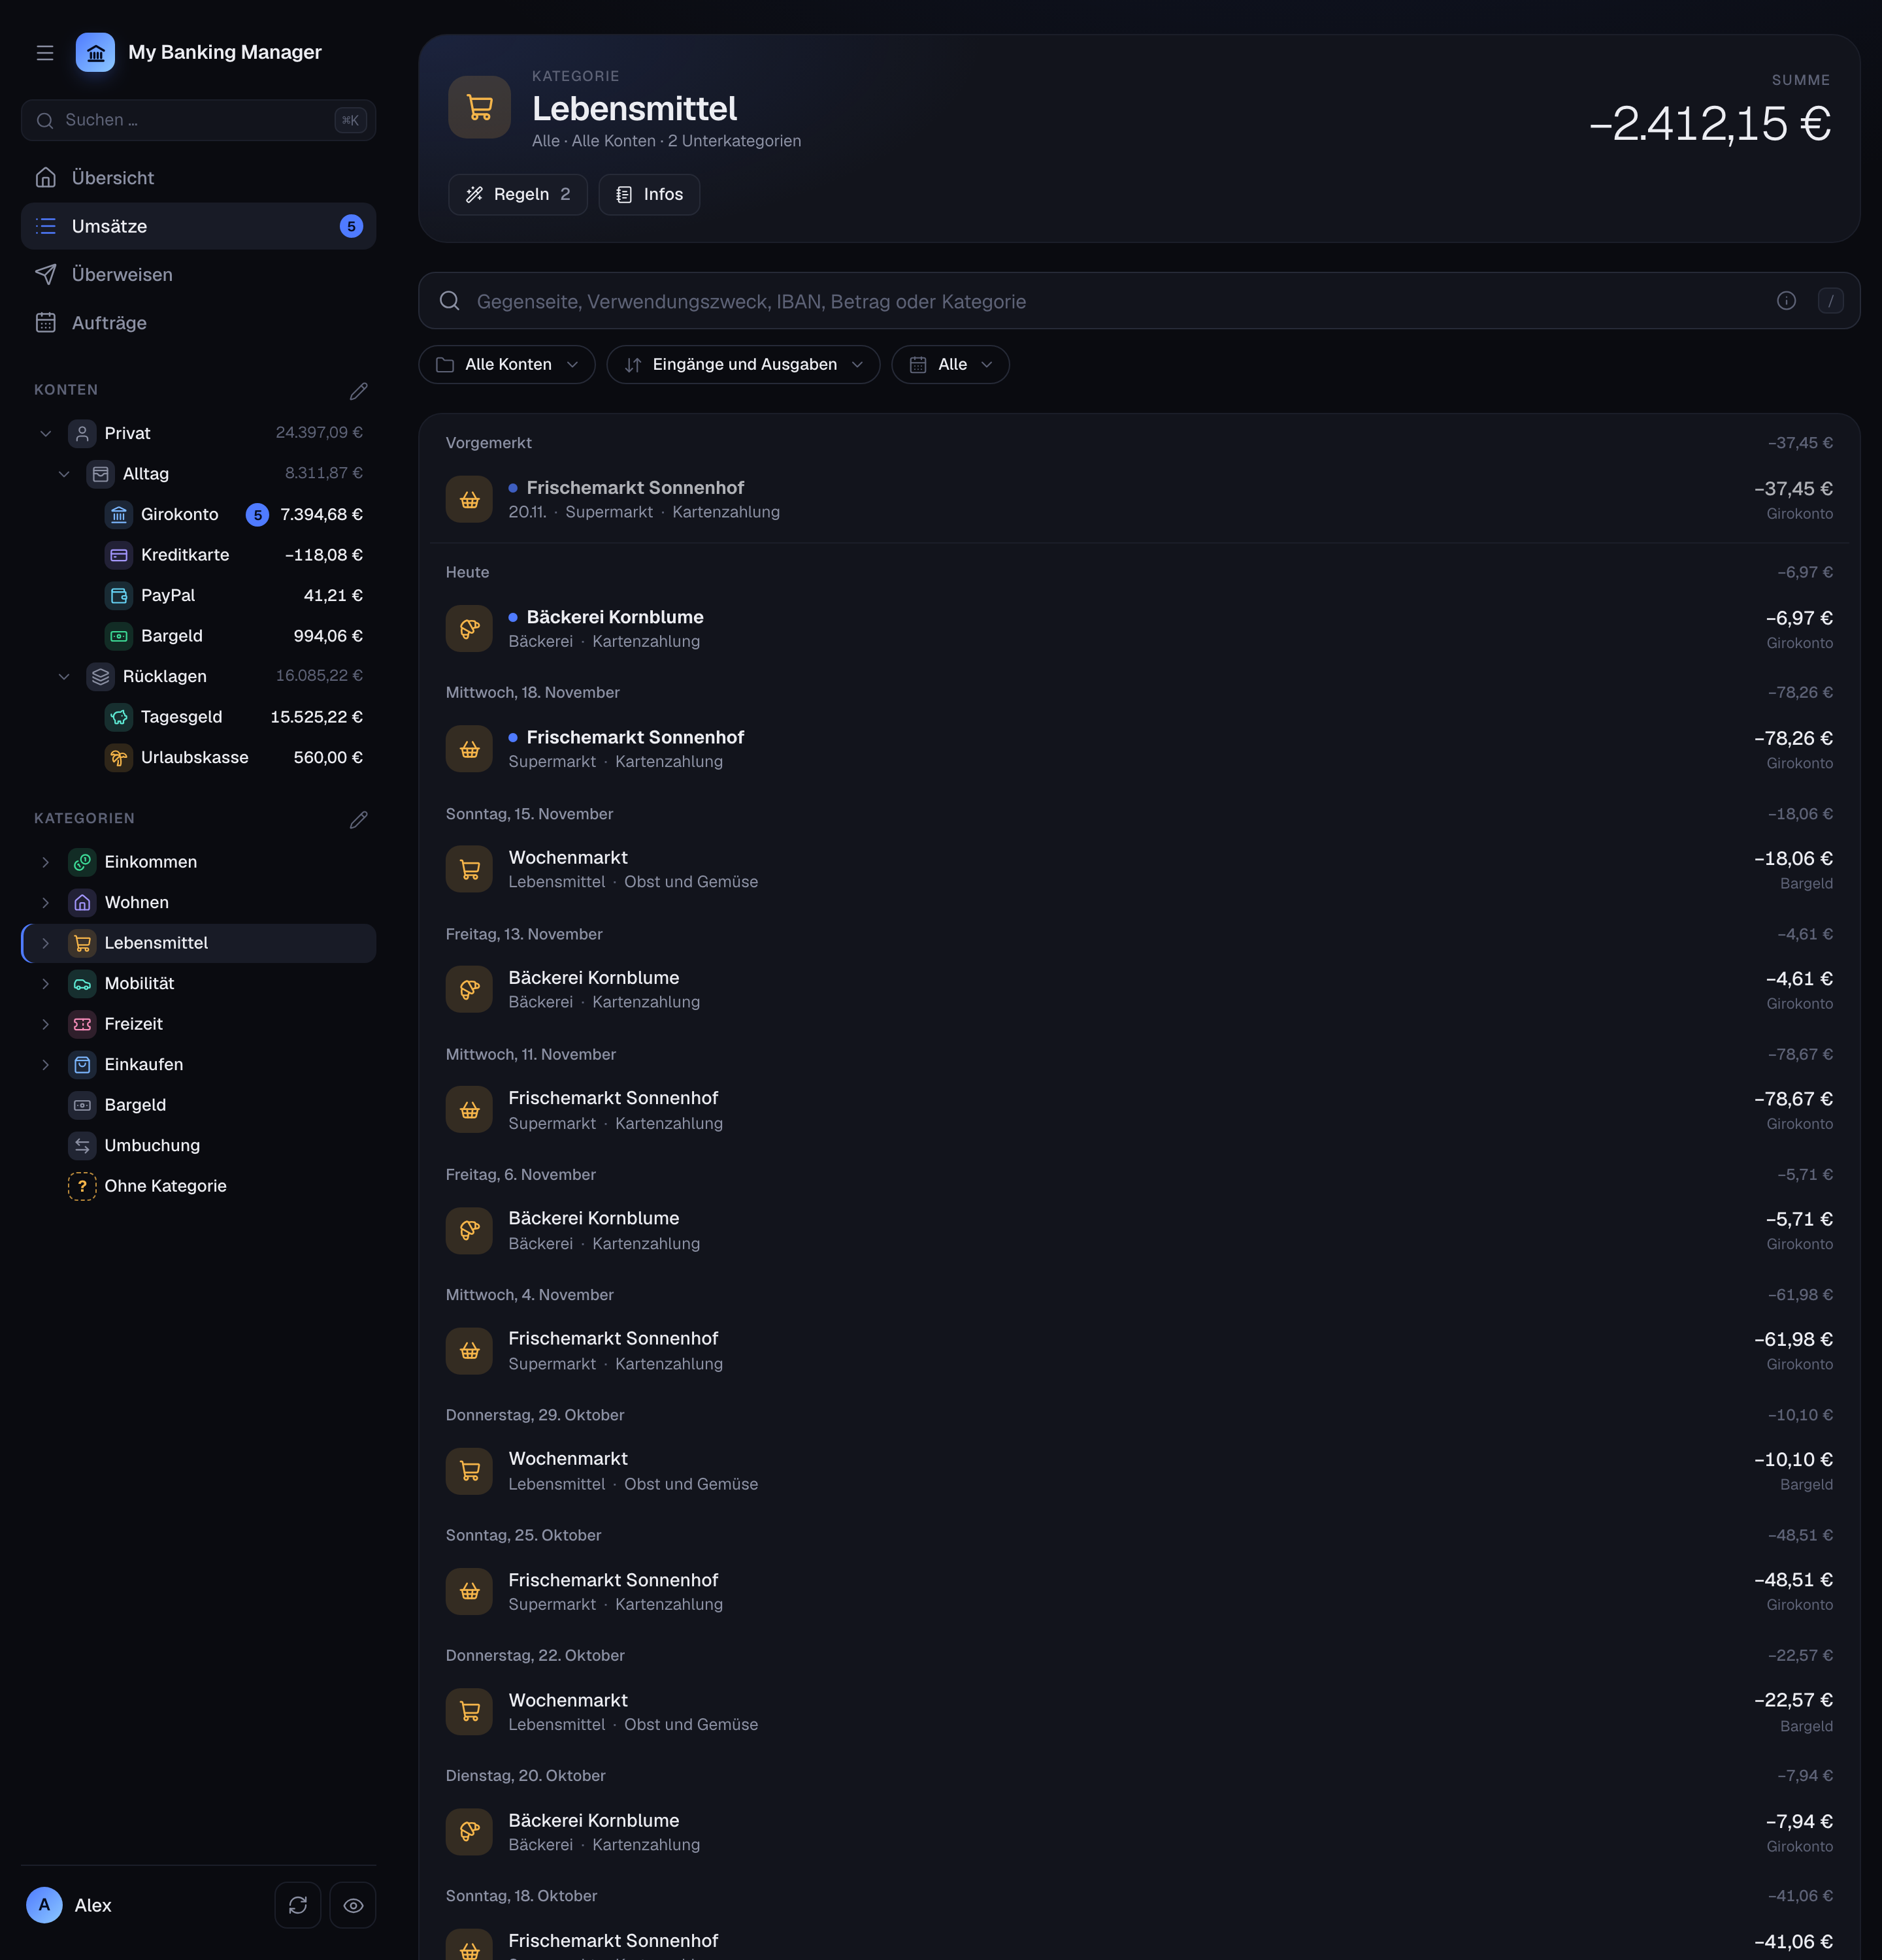 My Banking Manager
Suchen …
⌘K
Übersicht
Umsätze 5
Überweisen
Aufträge
KONTEN
Privat 24.397,09 €
Alltag 8.311,87 €
Girokonto 5 7.394,68 €
Kreditkarte −118,08 €
PayPal 41,21 €
Bargeld 994,06 €
Rücklagen 16.085,22 €
Tagesgeld 15.525,22 €
Urlaubskasse 560,00 €
KATEGORIEN
Einkommen
Wohnen
Lebensmittel
Mobilität
Freizeit
Einkaufen
Bargeld
Umbuchung
? Ohne Kategorie
A Alex
KATEGORIE
Lebensmittel
Alle · Alle Konten · 2 Unterkategorien
SUMME
−2.412,15 €
Regeln 2 Infos
Gegenseite, Verwendungszweck, IBAN, Betrag oder Kategorie /
Alle Konten Eingänge und Ausgaben Alle
Vorgemerkt −37,45 €
Frischemarkt Sonnenhof −37,45 €
20.11. · Supermarkt · Kartenzahlung Girokonto
Heute −6,97 €
Bäckerei Kornblume −6,97 €
Bäckerei · Kartenzahlung Girokonto
Mittwoch, 18. November −78,26 €
Frischemarkt Sonnenhof −78,26 €
Supermarkt · Kartenzahlung Girokonto
Sonntag, 15. November −18,06 €
Wochenmarkt −18,06 €
Lebensmittel · Obst und Gemüse Bargeld
Freitag, 13. November −4,61 €
Bäckerei Kornblume −4,61 €
Bäckerei · Kartenzahlung Girokonto
Mittwoch, 11. November −78,67 €
Frischemarkt Sonnenhof −78,67 €
Supermarkt · Kartenzahlung Girokonto
Freitag, 6. November −5,71 €
Bäckerei Kornblume −5,71 €
Bäckerei · Kartenzahlung Girokonto
Mittwoch, 4. November −61,98 €
Frischemarkt Sonnenhof −61,98 €
Supermarkt · Kartenzahlung Girokonto
Donnerstag, 29. Oktober −10,10 €
Wochenmarkt −10,10 €
Lebensmittel · Obst und Gemüse Bargeld
Sonntag, 25. Oktober −48,51 €
Frischemarkt Sonnenhof −48,51 €
Supermarkt · Kartenzahlung Girokonto
Donnerstag, 22. Oktober −22,57 €
Wochenmarkt −22,57 €
Lebensmittel · Obst und Gemüse Bargeld
Dienstag, 20. Oktober −7,94 €
Bäckerei Kornblume −7,94 €
Bäckerei · Kartenzahlung Girokonto
Sonntag, 18. Oktober −41,06 €
Frischemarkt Sonnenhof −41,06 €